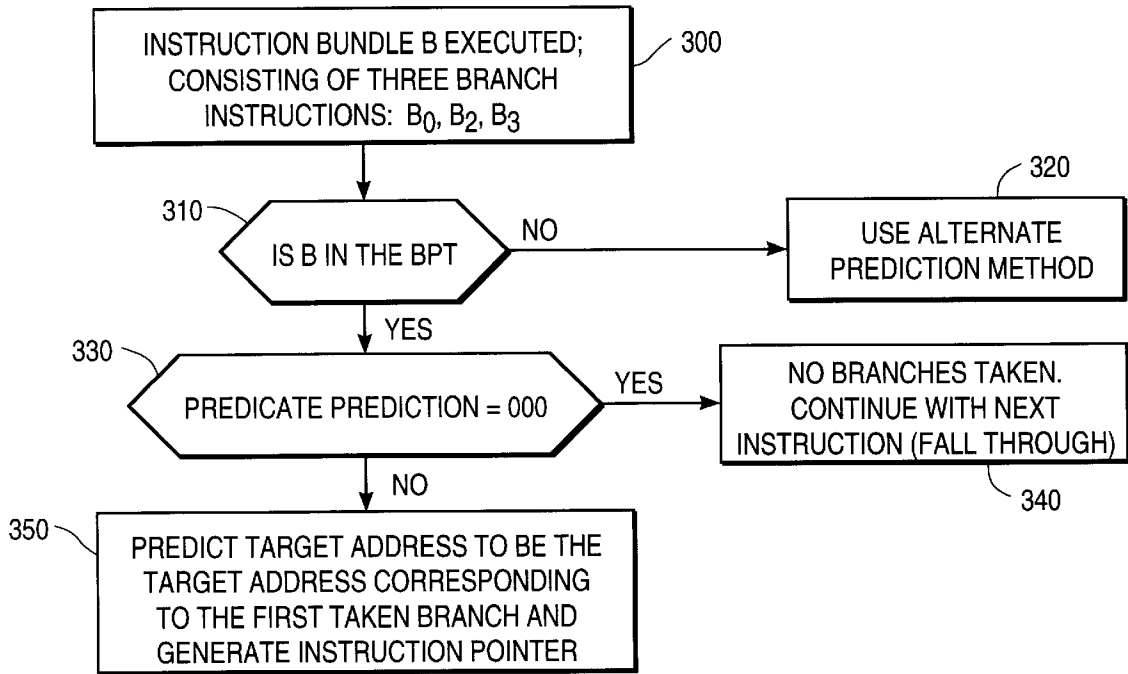 INSTRUCTION BUNDLE B EXECUTED;
CONSISTING OF THREE BRANCH
INSTRUCTIONS: B0, B2, B3
300
310
IS B IN THE BPT
NO
320
USE ALTERNATE
PREDICTION METHOD
YES
330
PREDICATE PREDICTION = 000
YES
NO BRANCHES TAKEN.
CONTINUE WITH NEXT
INSTRUCTION (FALL THROUGH)
340
NO
350
PREDICT TARGET ADDRESS TO BE THE
TARGET ADDRESS CORRESPONDING
TO THE FIRST TAKEN BRANCH AND
GENERATE INSTRUCTION POINTER